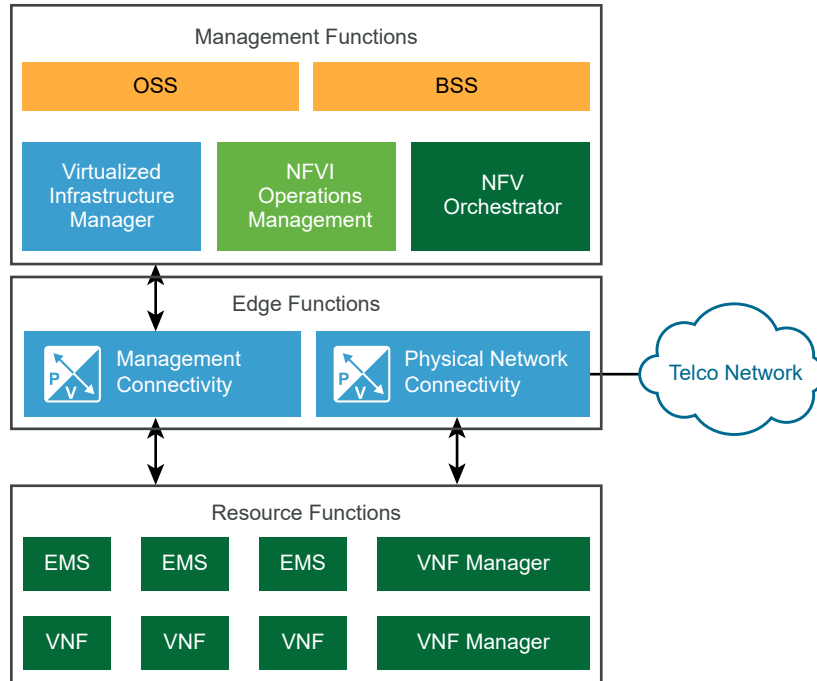 Management Functions
OSS
BSS
Virtualized
Infrastructure
Manager
NFVI
Operations
Management
NFV
Orchestrator
Edge Functions
P
V
Management
Connectivity
P
V
Physical Network
Connectivity
Telco Network
Resource Functions
EMS
EMS
EMS
VNF Manager
VNF
VNF
VNF
VNF Manager